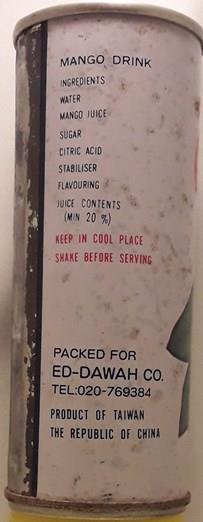 MANGO DRINK
INGREDIENTS
WATER
MANGO JUICE
SUGAR
CITRIC ACID
STABILISER
FLAVOURING
JUICE CONTENTS
(MIN 20 %)
KEEP IN COOL PLACE
SHAKE BEFORE SERVING
PACKED FOR
ED-DAWAH CO.
TEL:020-769384
PRODUCT OF TAIWAN
THE REPUBLIC OF CHINA